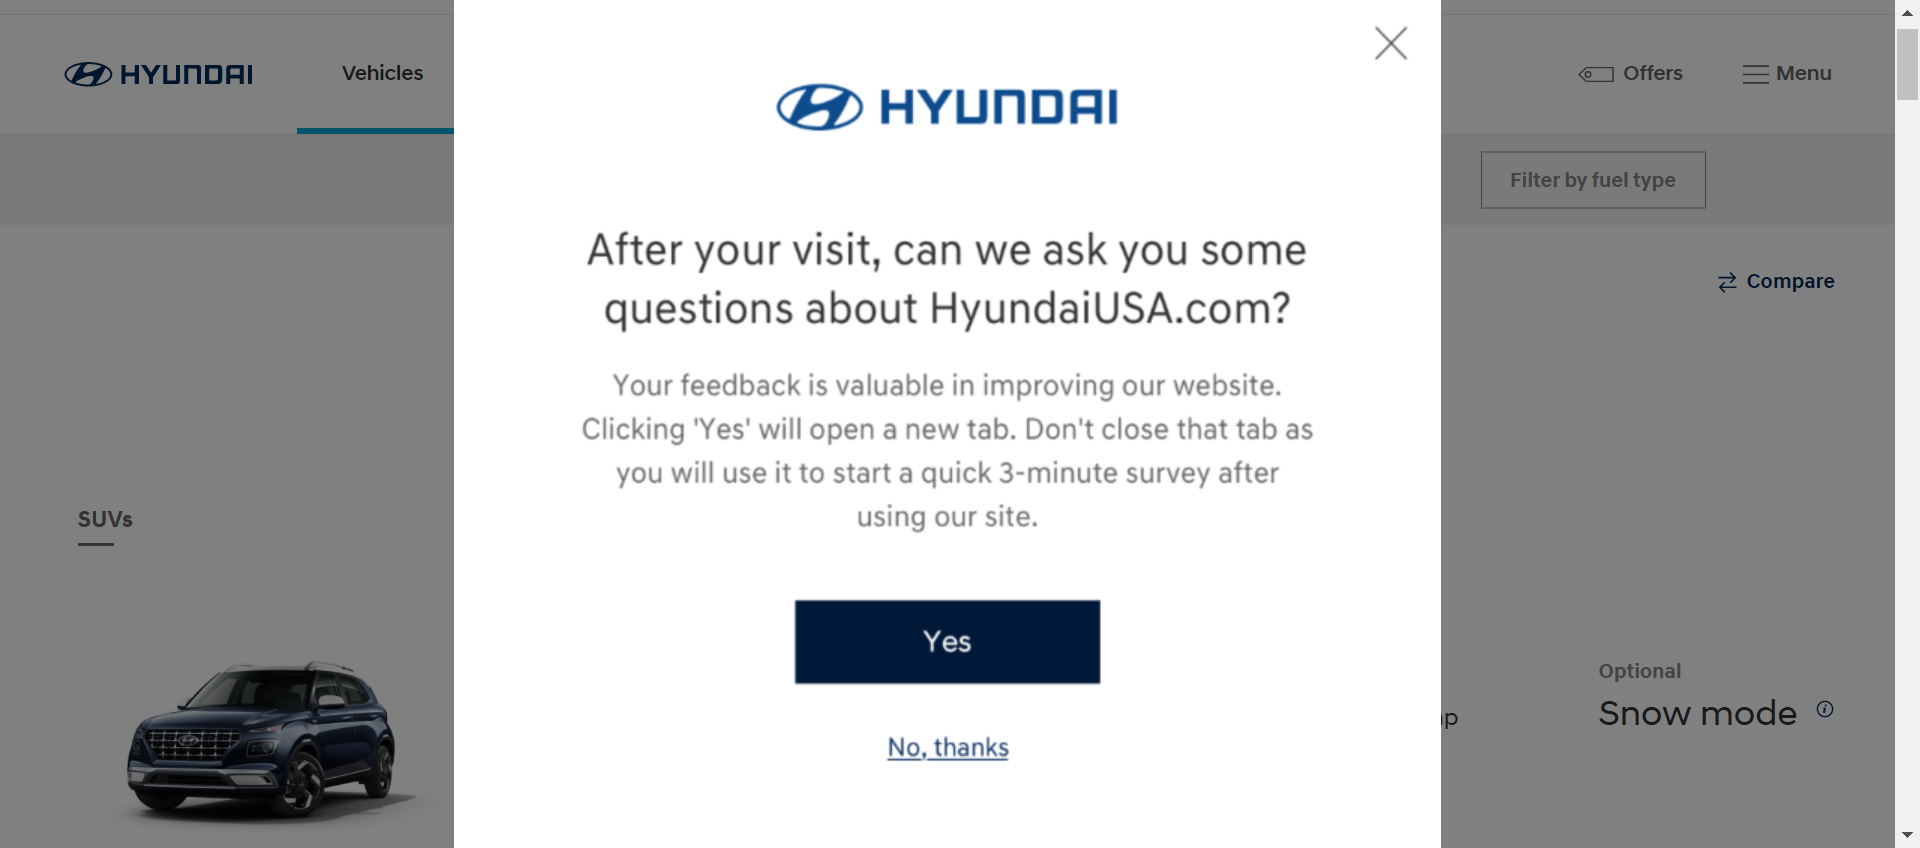 HYUNDAI
Vehicles
Offers
Menu
Filter by fuel type
Compare
SUVs
Optional
Snow mode
HYUNDAI
After your visit, can we ask you some
questions about HyundaiUSA.com?
Your feedback is valuable in improving our website.
Clicking 'Yes' will open a new tab. Don't close that tab as
you will use it to start a quick 3-minute survey after
using our site.
Yes
No, thanks